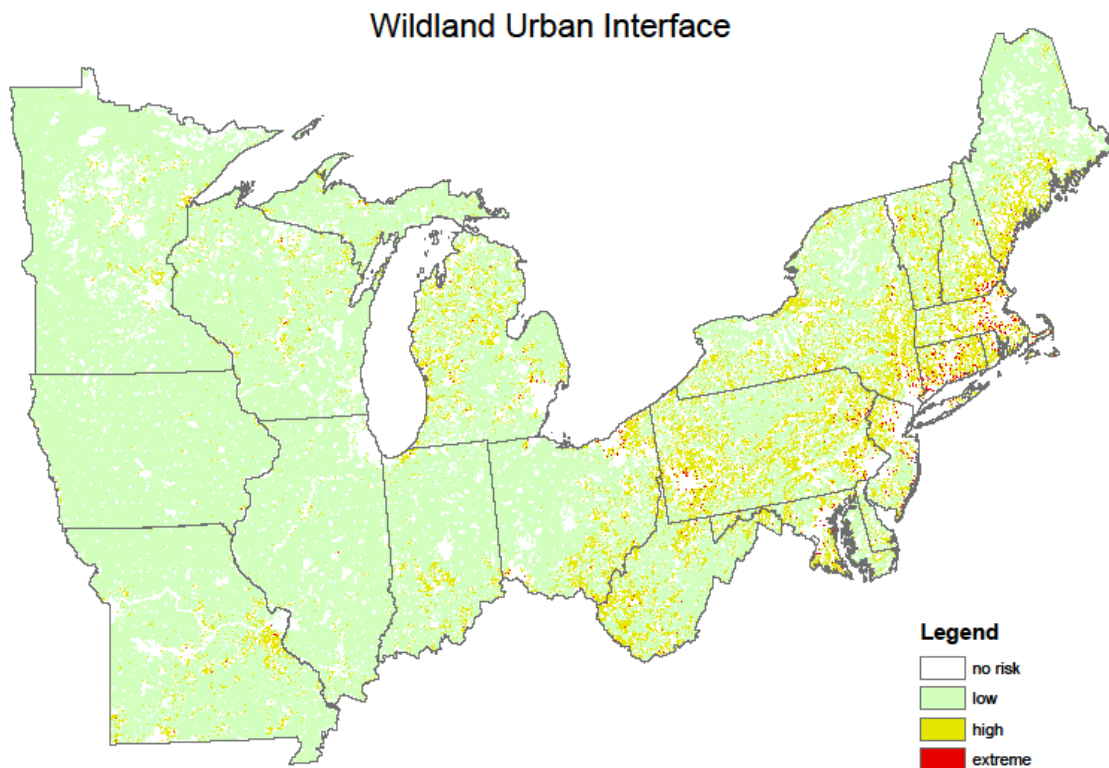 Wildland Urban Interface
Legend
no risk
low
high
extreme